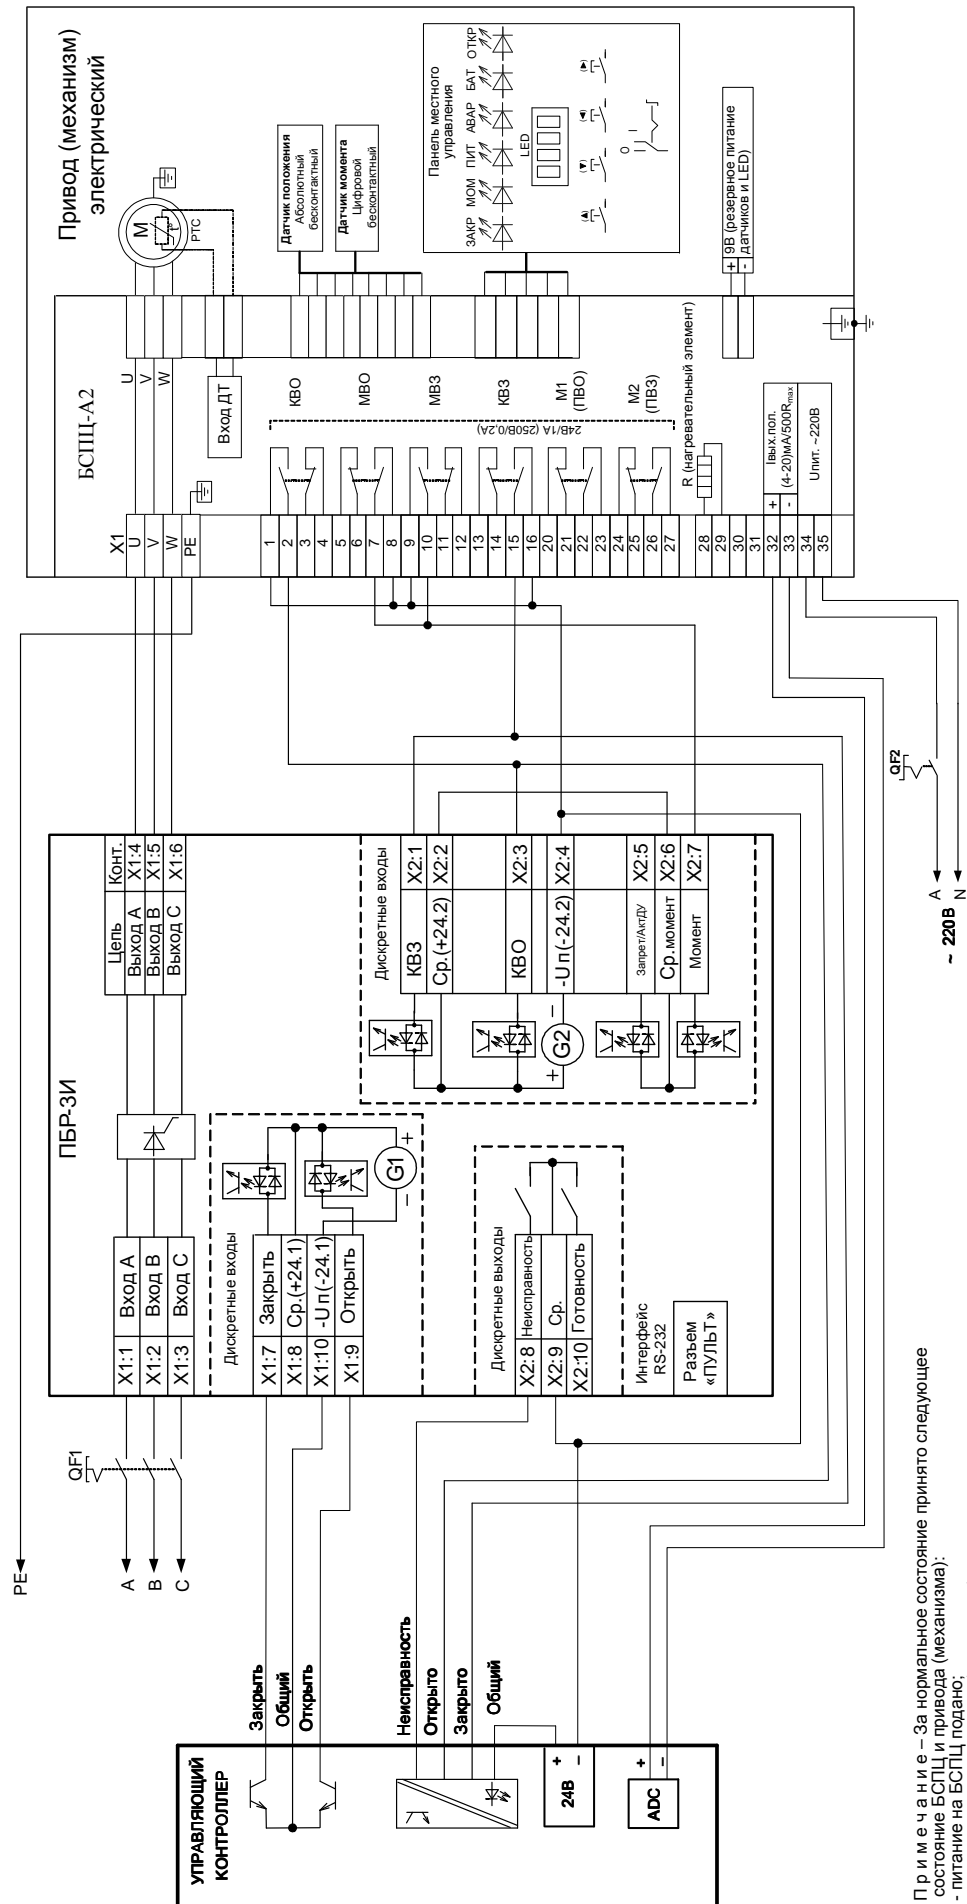 Привод (механизм)
электрический
БСПЦ-А2
M
t°
PTC
U
V
W
Вход ДТ
Датчик положения
Абсолютный
бесконтактный
Датчик момента
Цифровой
бесконтактный
Панель местного
управления
ЗАКР
МОМ
ПИТ
АВАР
БАТ
ОТКР
LED
O
I
+
-
9В (резервное питание
датчиков и LED)
КВО
МВО
МВЗ
КВЗ
М1
(ПВО)
М2
(ПВЗ)
24В/1А (250В/0,2А)
R (нагревательный элемент)
+
-
Iвых.пол.
(4-20)мА/500Rmax
Uпит. ~220В
X1
U
V
W
PE
1
2
3
4
5
6
7
8
9
10
11
12
13
14
15
16
20
21
22
23
24
25
26
27
28
29
30
31
32
33
34
35
ПБР-ЗИ
Цепь
Конт.
Выход А
X1:4
Выход В
X1:5
Выход С
X1:6
X1:1
Вход А
X1:2
Вход В
X1:3
Вход С
Дискретные входы
КВЗ
X2:1
Ср.(+24.2)
X2:2
КВО
X2:3
-Uп(-24.2)
X2:4
Запрет/АктДУ
X2:5
Ср.момент
X2:6
Момент
X2:7
+
G2
−
Дискретные входы
X1:7
Закрыть
X1:8
Ср.(+24.1)
X1:10
-Uп(-24.1)
X1:9
Открыть
−
G1
+
Дискретные выходы
X2:8
Неисправность
X2:9
Ср.
X2:10
Готовность
Интерфейс
RS-232
Разъем
«ПУЛЬТ»
QF1
PE
A
B
C
QF2
A
N
~ 220В
УПРАВЛЯЮЩИЙ
КОНТРОЛЛЕР
Закрыть
Общий
Открыть
Неисправность
Открыто
Закрыто
Общий
24В
+
−
ADC
+
−
Примечание – За нормальное состояние принято следующее
состояние БСПЦ и привода (механизма):
- питание на БСПЦ подано;